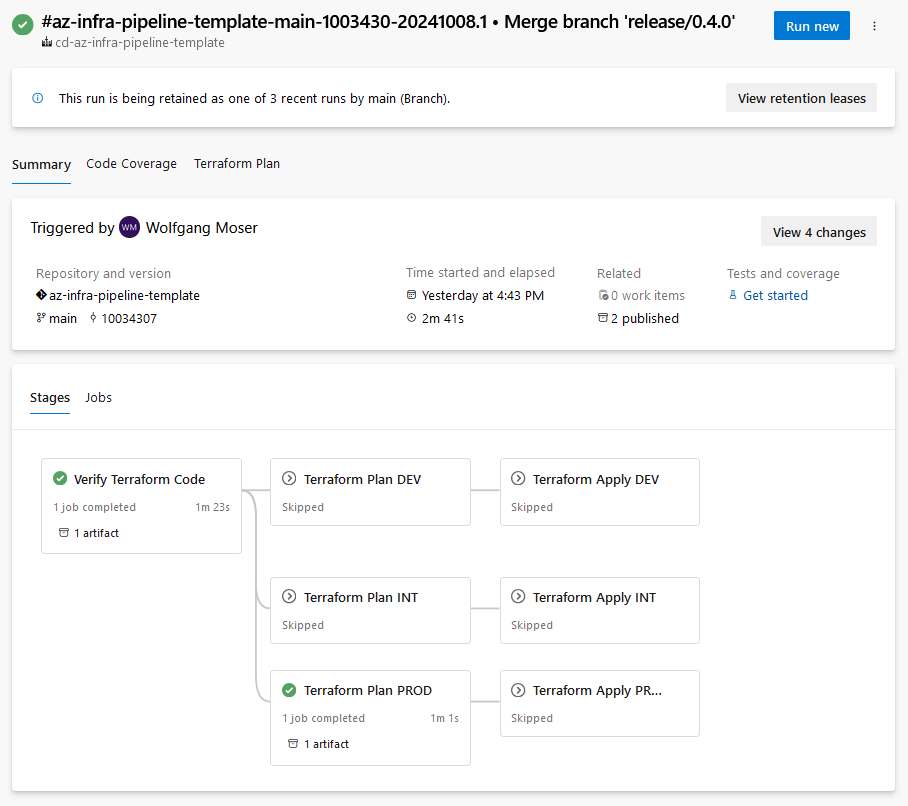 #az-infra-pipeline-template-main-1003430-20241008.1 • Merge branch 'release/0.4.0'
Run new
cd-az-infra-pipeline-template
This run is being retained as one of 3 recent runs by main (Branch).
View retention leases
Summary Code Coverage Terraform Plan
Triggered by WM Wolfgang Moser
View 4 changes
Repository and version Time started and elapsed Related Tests and coverage
az-infra-pipeline-template Yesterday at 4:43 PM 0 work items Get started
main 10034307 2m 41s 2 published
Stages Jobs
Verify Terraform Code Terraform Plan DEV Terraform Apply DEV
1 job completed 1m 23s Skipped Skipped
1 artifact
Terraform Plan INT Terraform Apply INT
Skipped Skipped
Terraform Plan PROD Terraform Apply PR...
1 job completed 1m 1s Skipped
1 artifact